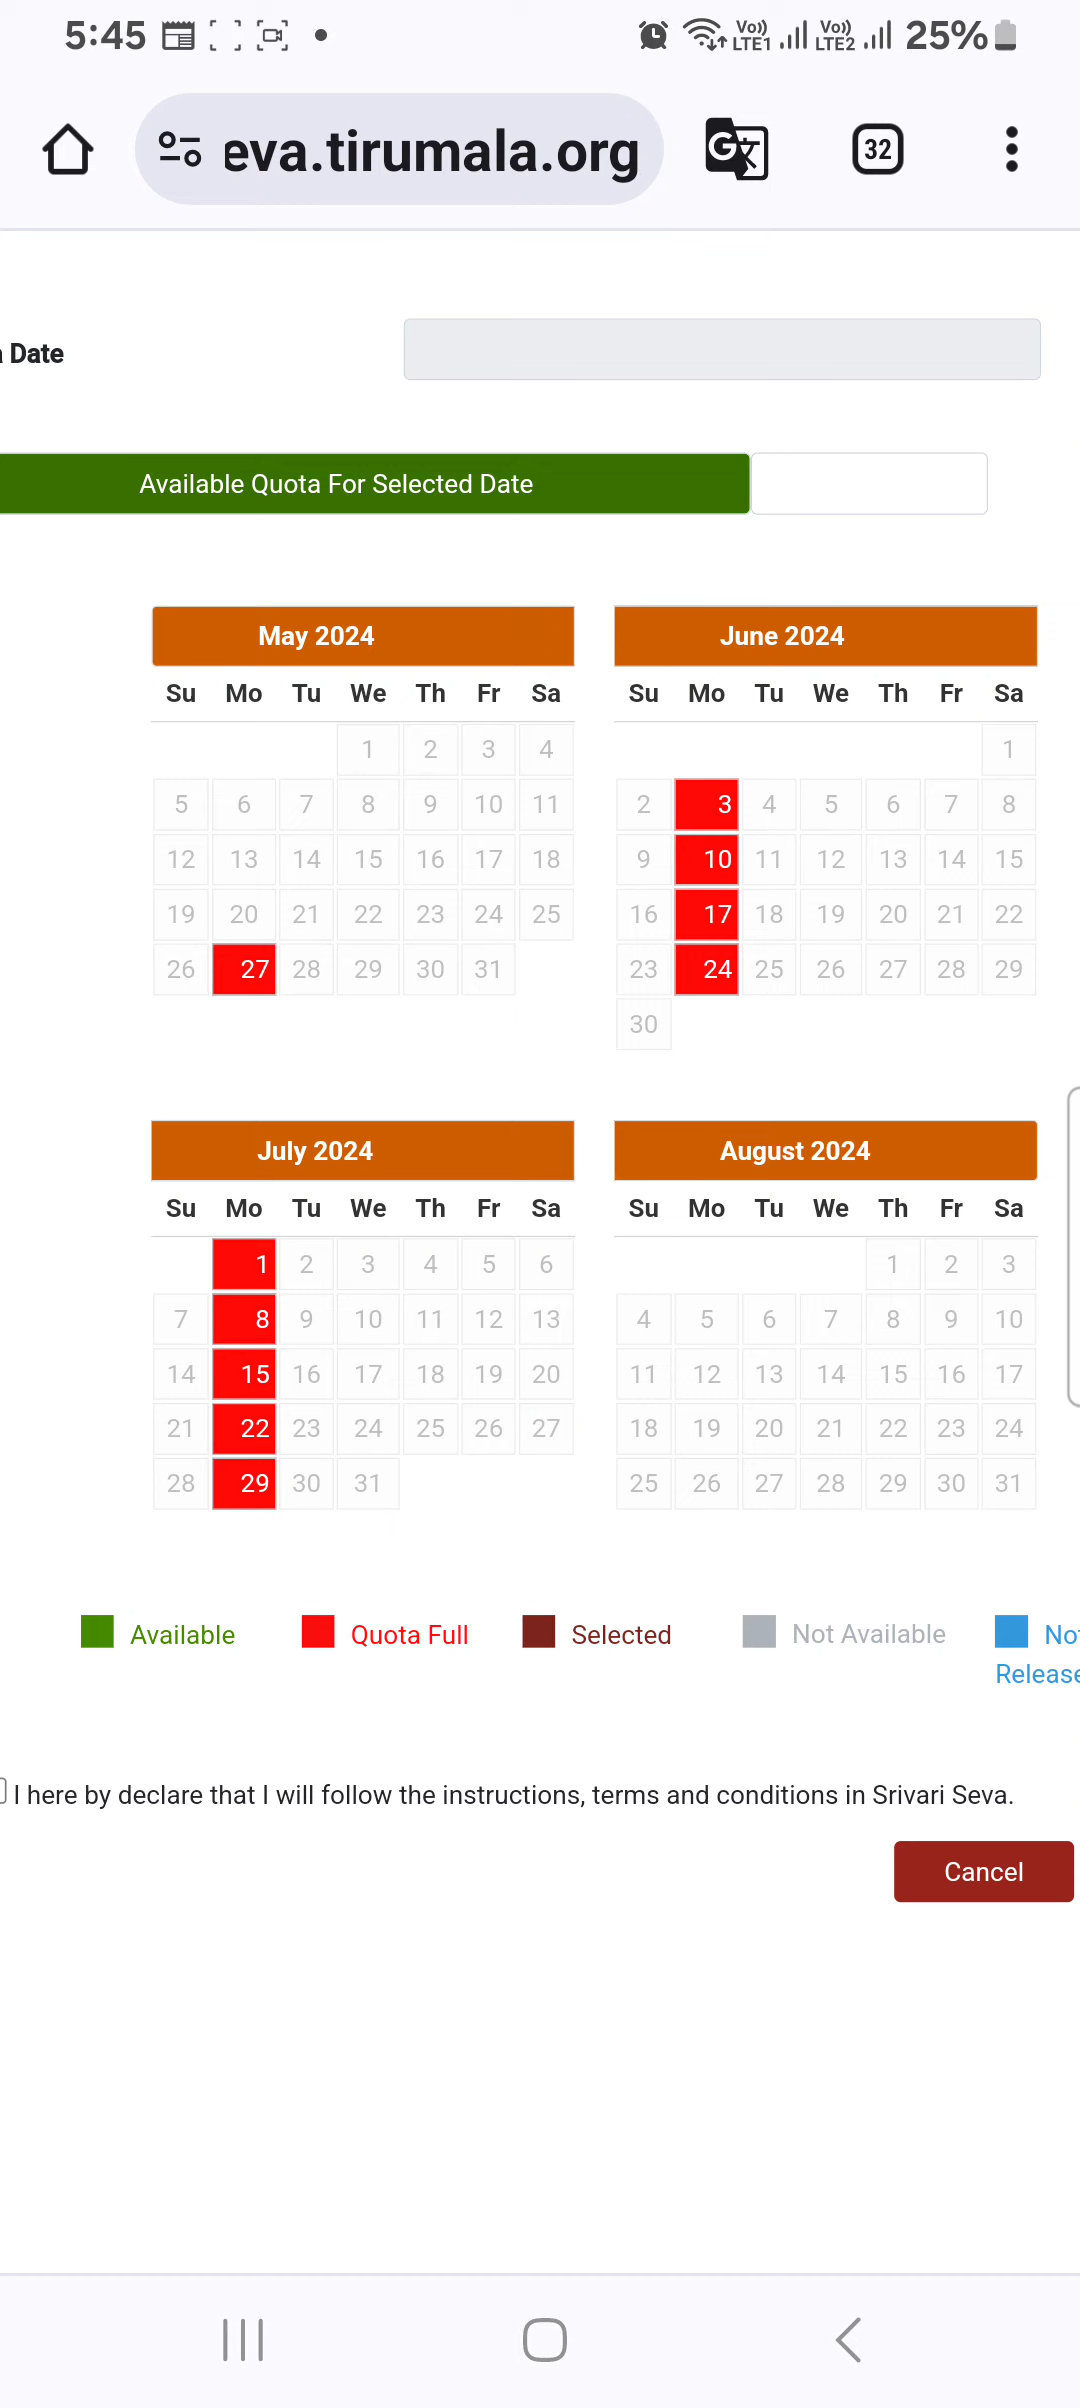 5:45 Vo)) LTE1 Vo)) LTE2 25%
eva.tirumala.org 32
Date
Available Quota For Selected Date
May 2024
Su Mo Tu We Th Fr Sa
1 2 3 4
5 6 7 8 9 10 11
12 13 14 15 16 17 18
19 20 21 22 23 24 25
26 27 28 29 30 31
June 2024
Su Mo Tu We Th Fr Sa
1
2 3 4 5 6 7 8
9 10 11 12 13 14 15
16 17 18 19 20 21 22
23 24 25 26 27 28 29
30
July 2024
Su Mo Tu We Th Fr Sa
1 2 3 4 5 6
7 8 9 10 11 12 13
14 15 16 17 18 19 20
21 22 23 24 25 26 27
28 29 30 31
August 2024
Su Mo Tu We Th Fr Sa
1 2 3
4 5 6 7 8 9 10
11 12 13 14 15 16 17
18 19 20 21 22 23 24
25 26 27 28 29 30 31
Available Quota Full Selected Not Available No
Release
I here by declare that I will follow the instructions, terms and conditions in Srivari Seva.
Cancel